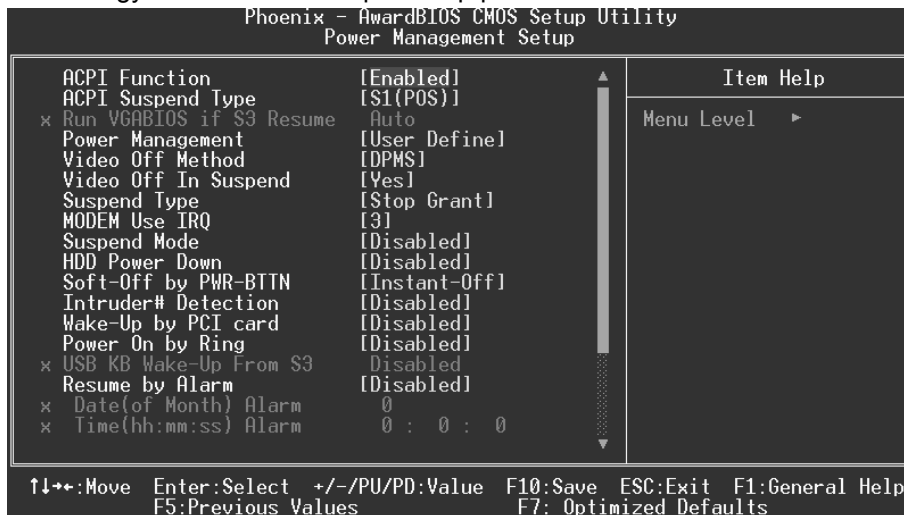 Phoenix - AwardBIOS CMOS Setup Utility
Power Management Setup
ACPI Function [Enabled]
ACPI Suspend Type [S1(POS)]
x Run VGABIOS if S3 Resume Auto
Power Management [User Define]
Video Off Method [DPMS]
Video Off In Suspend [Yes]
Suspend Type [Stop Grant]
MODEM Use IRQ [3]
Suspend Mode [Disabled]
HDD Power Down [Disabled]
Soft-Off by PWR-BTTN [Instant-Off]
Intruder# Detection [Disabled]
Wake-Up by PCI card [Disabled]
Power On by Ring [Disabled]
x USB KB Wake-Up From S3 Disabled
Resume by Alarm [Disabled]
x Date(of Month) Alarm 0
x Time(hh:mm:ss) Alarm 0 : 0 : 0
Item Help
Menu Level ►
↑↓→←:Move Enter:Select +/-/PU/PD:Value F10:Save ESC:Exit F1:General Help
F5:Previous Values F7: Optimized Defaults